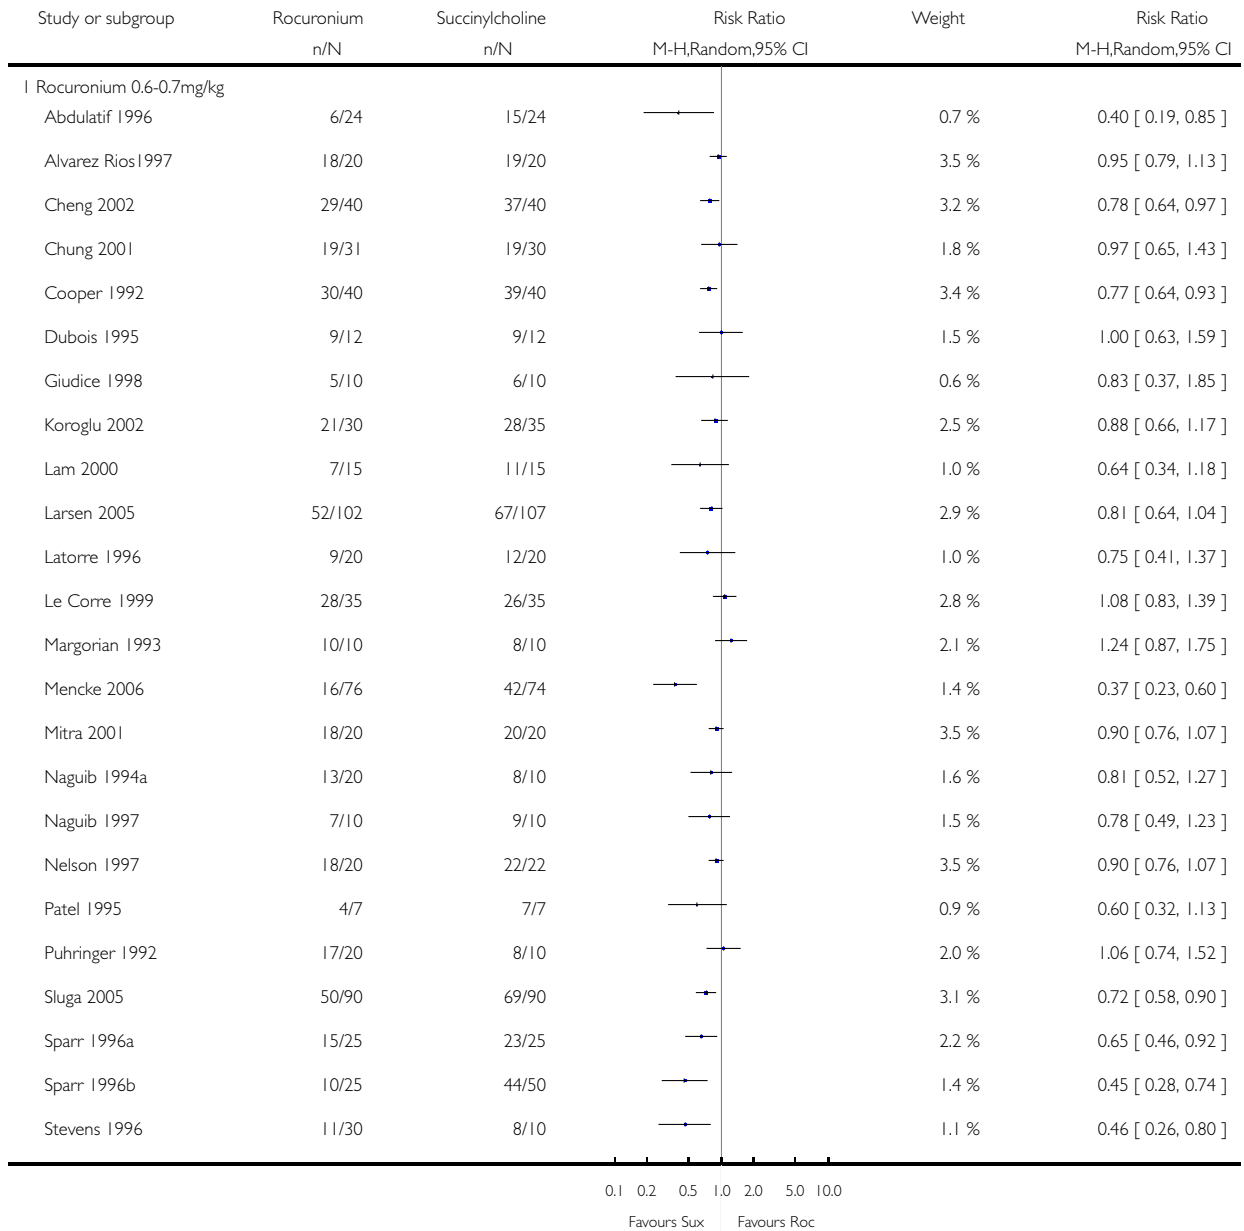 Study or subgroup Rocuronium Succinylcholine Risk Ratio Weight Risk Ratio
n/N n/N M-H,Random,95% CI M-H,Random,95% CI
1 Rocuronium 0.6-0.7mg/kg
Abdulatif 1996 6/24 15/24 0.7 % 0.40 [ 0.19, 0.85 ]
Alvarez Rios1997 18/20 19/20 3.5 % 0.95 [ 0.79, 1.13 ]
Cheng 2002 29/40 37/40 3.2 % 0.78 [ 0.64, 0.97 ]
Chung 2001 19/31 19/30 1.8 % 0.97 [ 0.65, 1.43 ]
Cooper 1992 30/40 39/40 3.4 % 0.77 [ 0.64, 0.93 ]
Dubois 1995 9/12 9/12 1.5 % 1.00 [ 0.63, 1.59 ]
Giudice 1998 5/10 6/10 0.6 % 0.83 [ 0.37, 1.85 ]
Koroglu 2002 21/30 28/35 2.5 % 0.88 [ 0.66, 1.17 ]
Lam 2000 7/15 11/15 1.0 % 0.64 [ 0.34, 1.18 ]
Larsen 2005 52/102 67/107 2.9 % 0.81 [ 0.64, 1.04 ]
Latorre 1996 9/20 12/20 1.0 % 0.75 [ 0.41, 1.37 ]
Le Corre 1999 28/35 26/35 2.8 % 1.08 [ 0.83, 1.39 ]
Margorian 1993 10/10 8/10 2.1 % 1.24 [ 0.87, 1.75 ]
Mencke 2006 16/76 42/74 1.4 % 0.37 [ 0.23, 0.60 ]
Mitra 2001 18/20 20/20 3.5 % 0.90 [ 0.76, 1.07 ]
Naguib 1994a 13/20 8/10 1.6 % 0.81 [ 0.52, 1.27 ]
Naguib 1997 7/10 9/10 1.5 % 0.78 [ 0.49, 1.23 ]
Nelson 1997 18/20 22/22 3.5 % 0.90 [ 0.76, 1.07 ]
Patel 1995 4/7 7/7 0.9 % 0.60 [ 0.32, 1.13 ]
Puhringer 1992 17/20 8/10 2.0 % 1.06 [ 0.74, 1.52 ]
Sluga 2005 50/90 69/90 3.1 % 0.72 [ 0.58, 0.90 ]
Sparr 1996a 15/25 23/25 2.2 % 0.65 [ 0.46, 0.92 ]
Sparr 1996b 10/25 44/50 1.4 % 0.45 [ 0.28, 0.74 ]
Stevens 1996 11/30 8/10 1.1 % 0.46 [ 0.26, 0.80 ]
0.1 0.2 0.5 1.0 2.0 5.0 10.0
Favours Sux Favours Roc